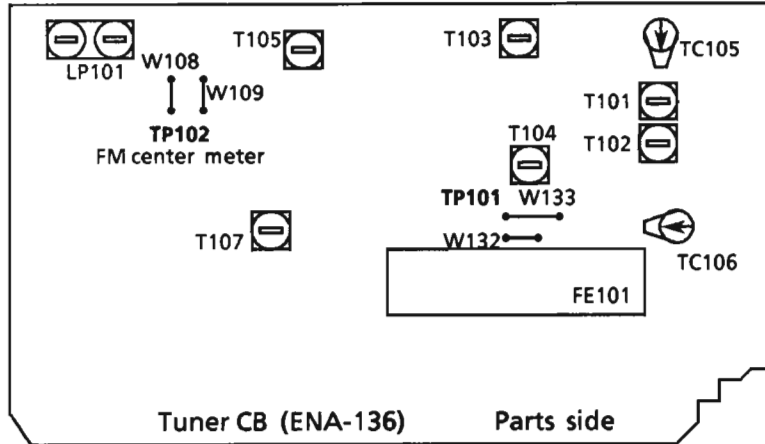 T105
T103
TC105
LP101
W108
W109
T101
TP102
FM center meter
T104
T102
TP101 W133
T107
W132
TC106
FE101
Tuner CB (ENA-136) Parts side